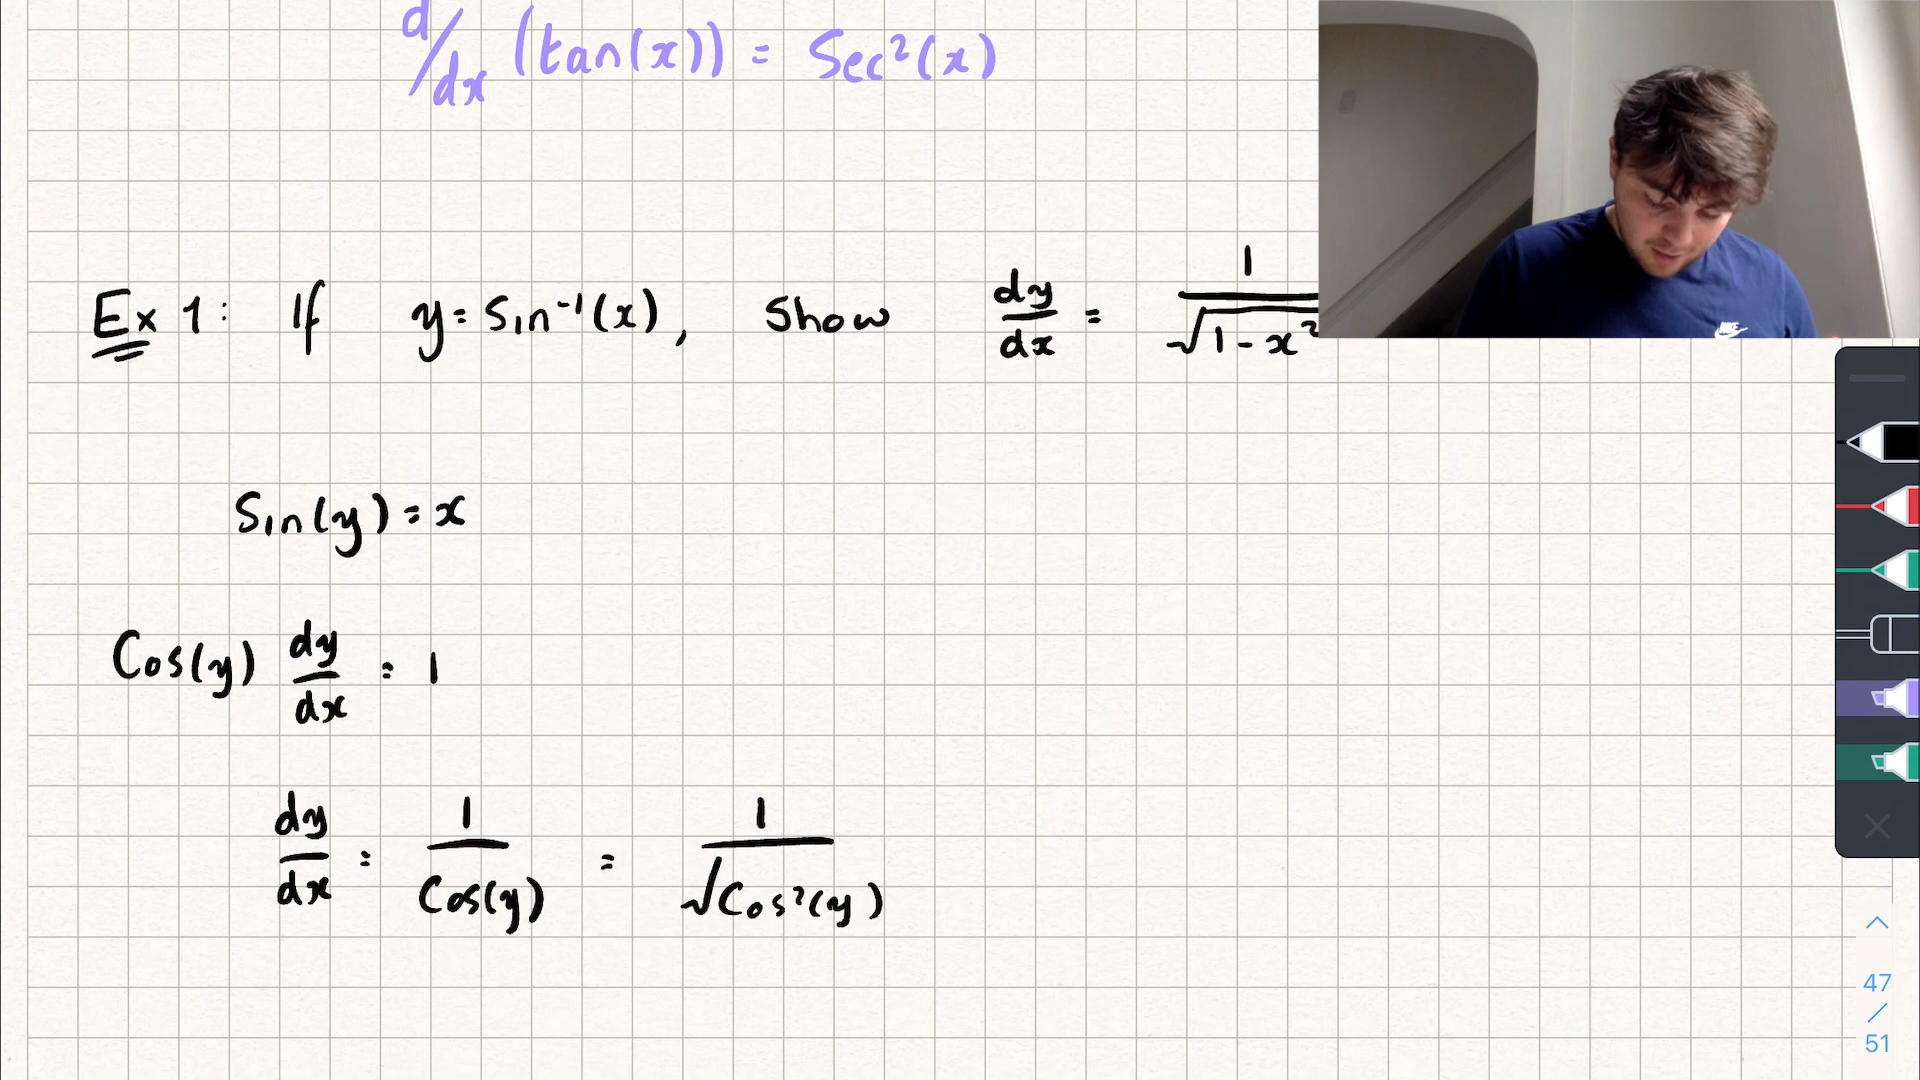 d/dx (tan(x)) = Sec²(x)
Ex 1: If y = Sin⁻¹(x), Show dy/dx = 1/√1-x²
Sin(y) = x
Cos(y) dy/dx = 1
dy/dx = 1/Cos(y) = 1/√Cos²(y)
47
/
51